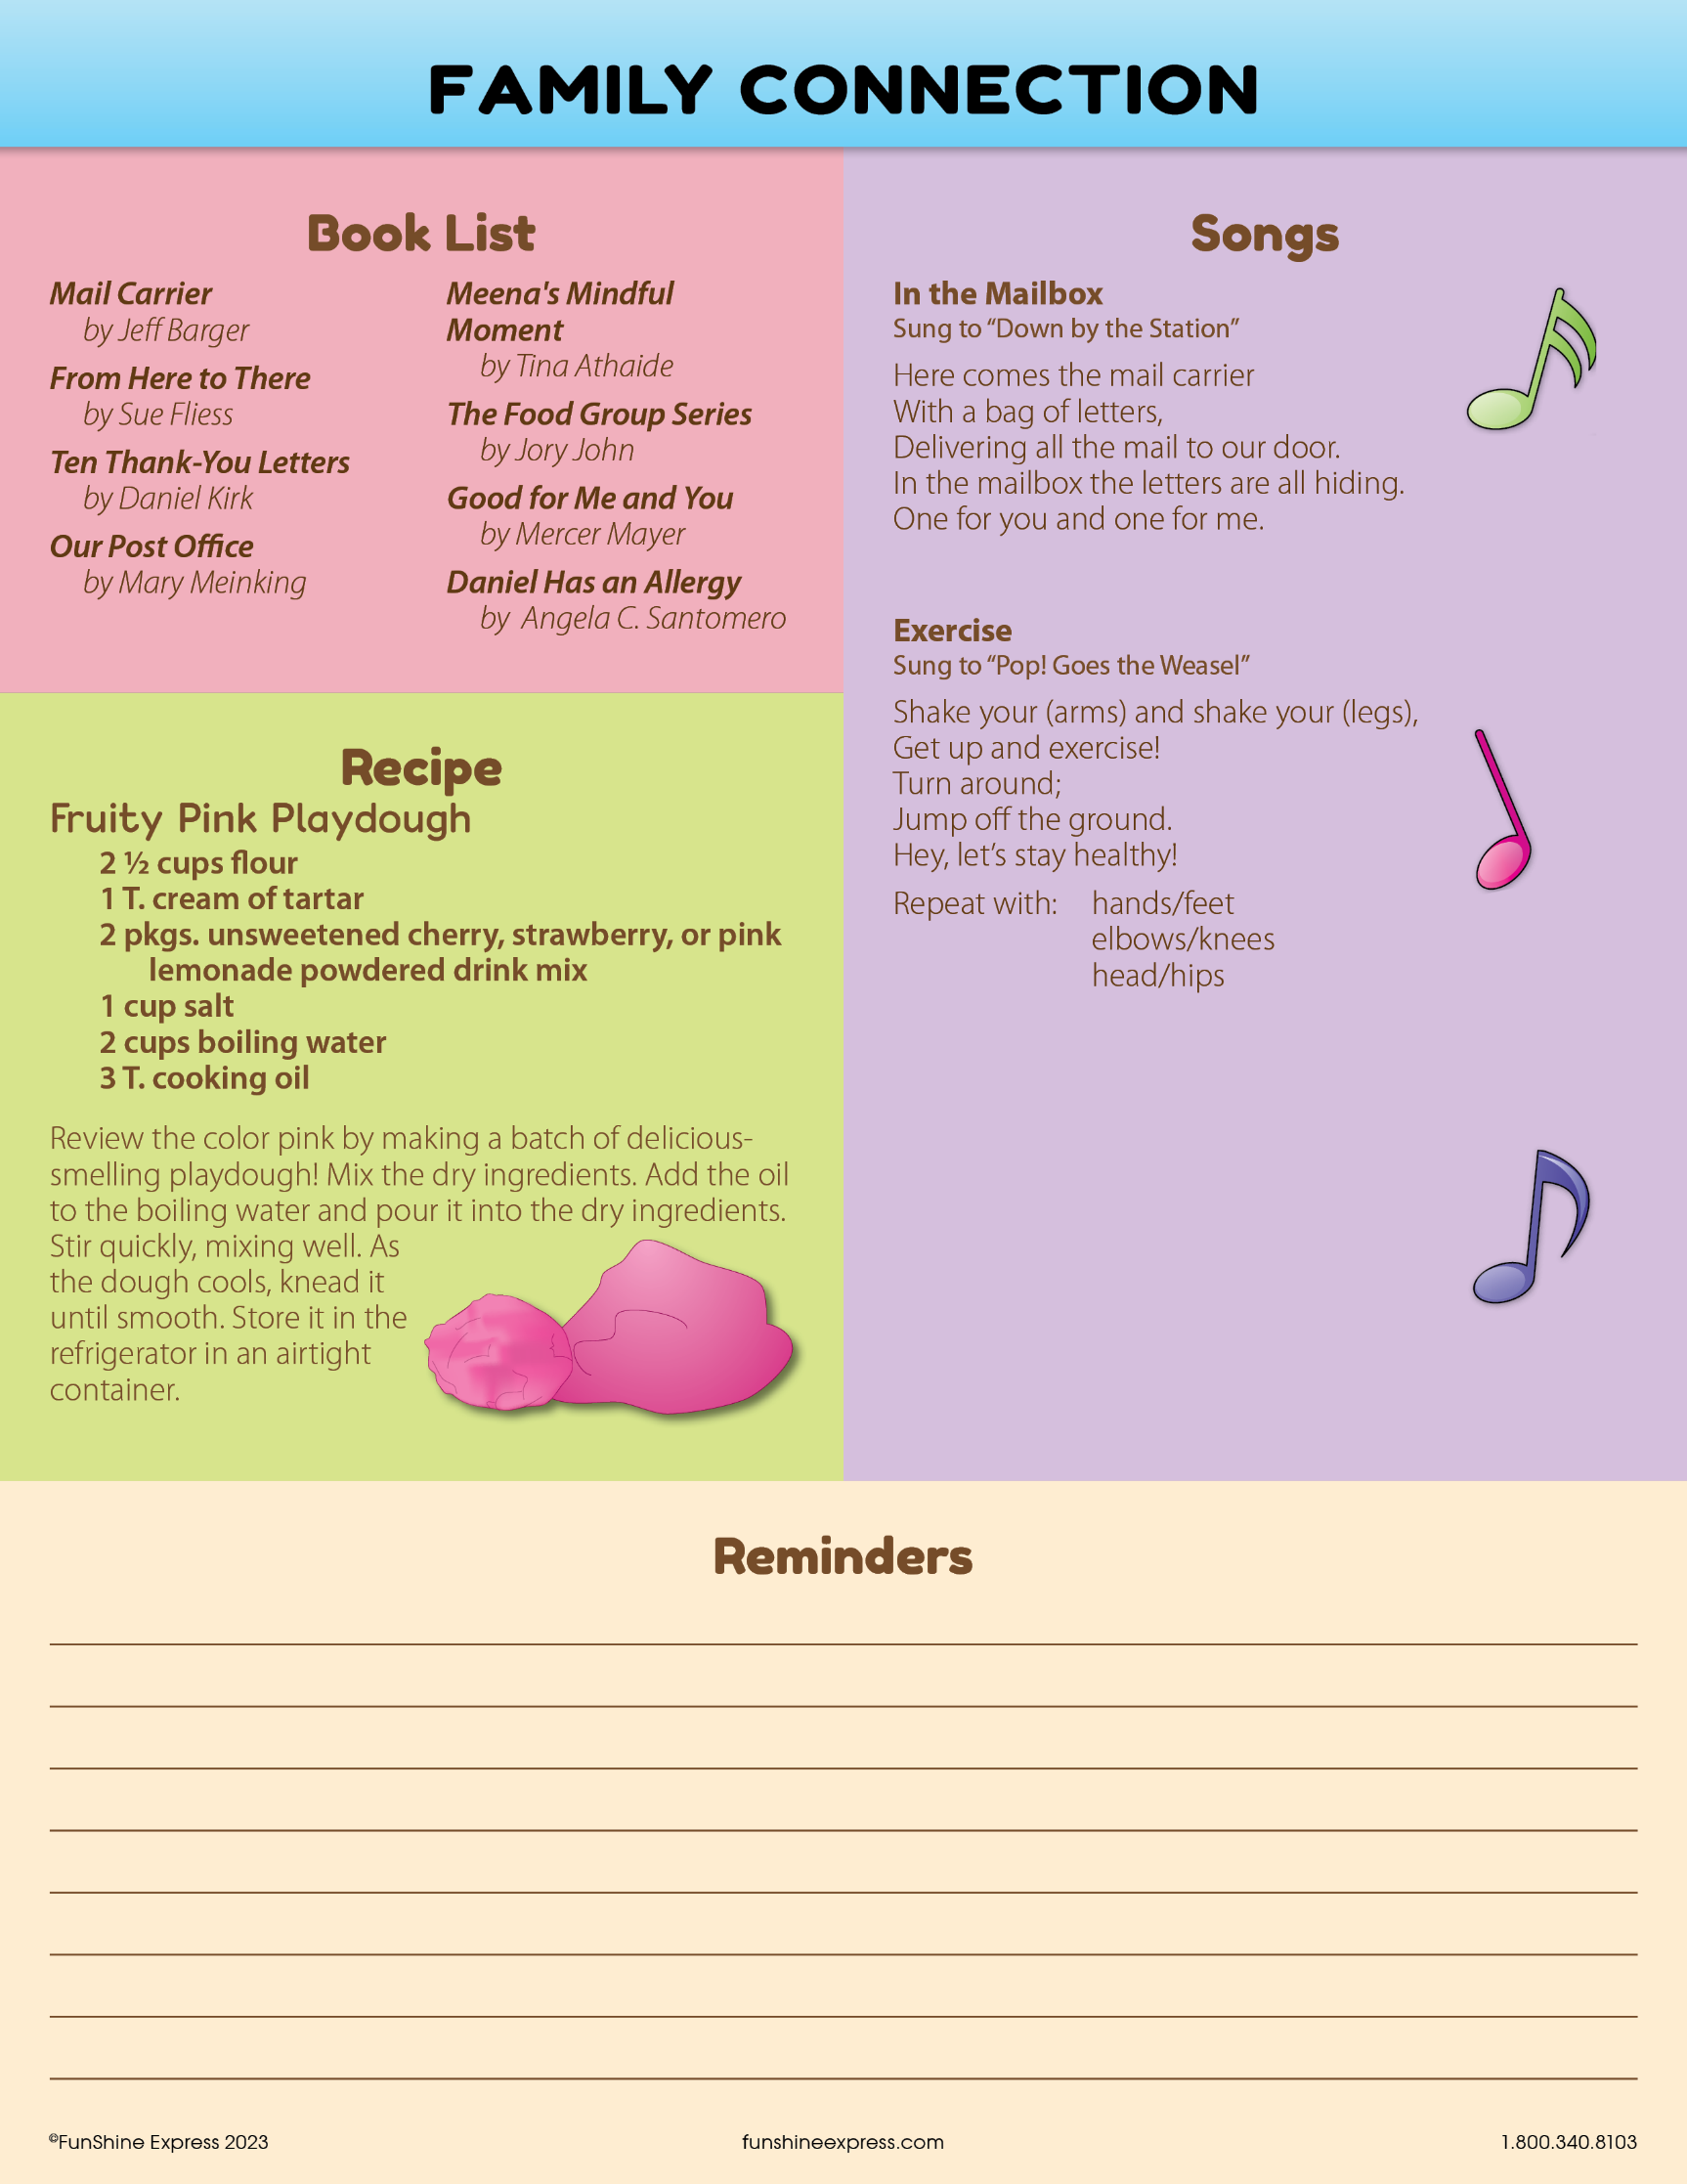 FAMILY CONNECTION
Book List
Mail Carrier
by Jeff Barger
From Here to There
by Sue Fliess
Ten Thank-You Letters
by Daniel Kirk
Our Post Office
by Mary Meinking
Meena's Mindful
Moment
by Tina Athaide
The Food Group Series
by Jory John
Good for Me and You
by Mercer Mayer
Daniel Has an Allergy
by Angela C. Santomero
Recipe
Fruity Pink Playdough
2 ½ cups flour
1 T. cream of tartar
2 pkgs. unsweetened cherry, strawberry, or pink
lemonade powdered drink mix
1 cup salt
2 cups boiling water
3 T. cooking oil
Review the color pink by making a batch of delicious-
smelling playdough! Mix the dry ingredients. Add the oil
to the boiling water and pour it into the dry ingredients.
Stir quickly, mixing well. As
the dough cools, knead it
until smooth. Store it in the
refrigerator in an airtight
container.
Songs
In the Mailbox
Sung to “Down by the Station”
Here comes the mail carrier
With a bag of letters,
Delivering all the mail to our door.
In the mailbox the letters are all hiding.
One for you and one for me.
Exercise
Sung to “Pop! Goes the Weasel”
Shake your (arms) and shake your (legs),
Get up and exercise!
Turn around;
Jump off the ground.
Hey, let’s stay healthy!
Repeat with: hands/feet
elbows/knees
head/hips
Reminders
©FunShine Express 2023
funshineexpress.com
1.800.340.8103